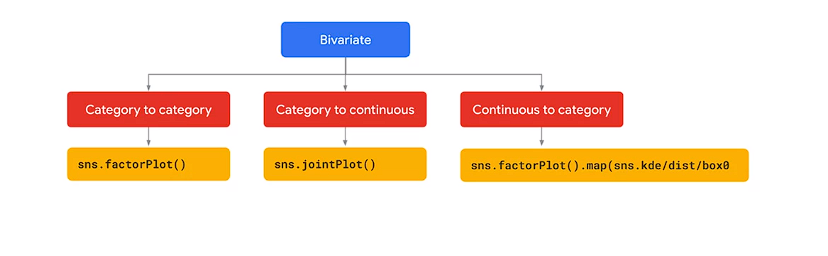 Bivariate
Category to category
Category to continuous
Continuous to category
sns.factorPlot()
sns.jointPlot()
sns.factorPlot().map(sns.kde/dist/box0